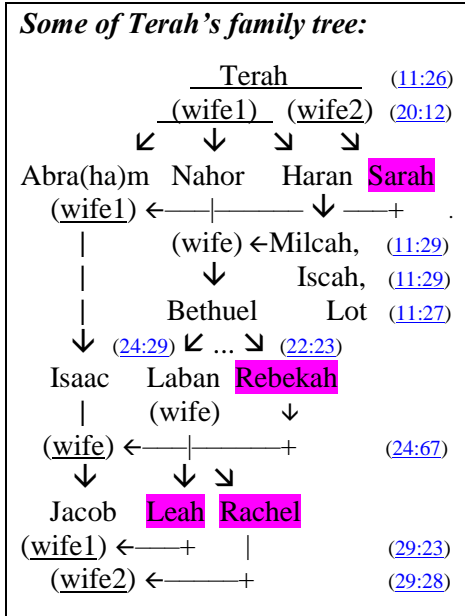 Some of Terah's family tree:
Terah (11:26)
(wife1) (wife2) (20:12)
↙ ↓ ↘ ↘
Abra(ha)m Nahor Haran Sarah
(wife1) ←——|———— ↓ ——+ .
| (wife) ←Milcah, (11:29)
| ↓ Iscah, (11:29)
| Bethuel Lot (11:27)
↓ (24:29) ↙ ... ↘ (22:23)
Isaac Laban Rebekah
| (wife) ↓
(wife) ←——|————+ (24:67)
↓ ↓ ↘
Jacob Leah Rachel
(wife1) ←——+ | (29:23)
(wife2) ←————+ (29:28)